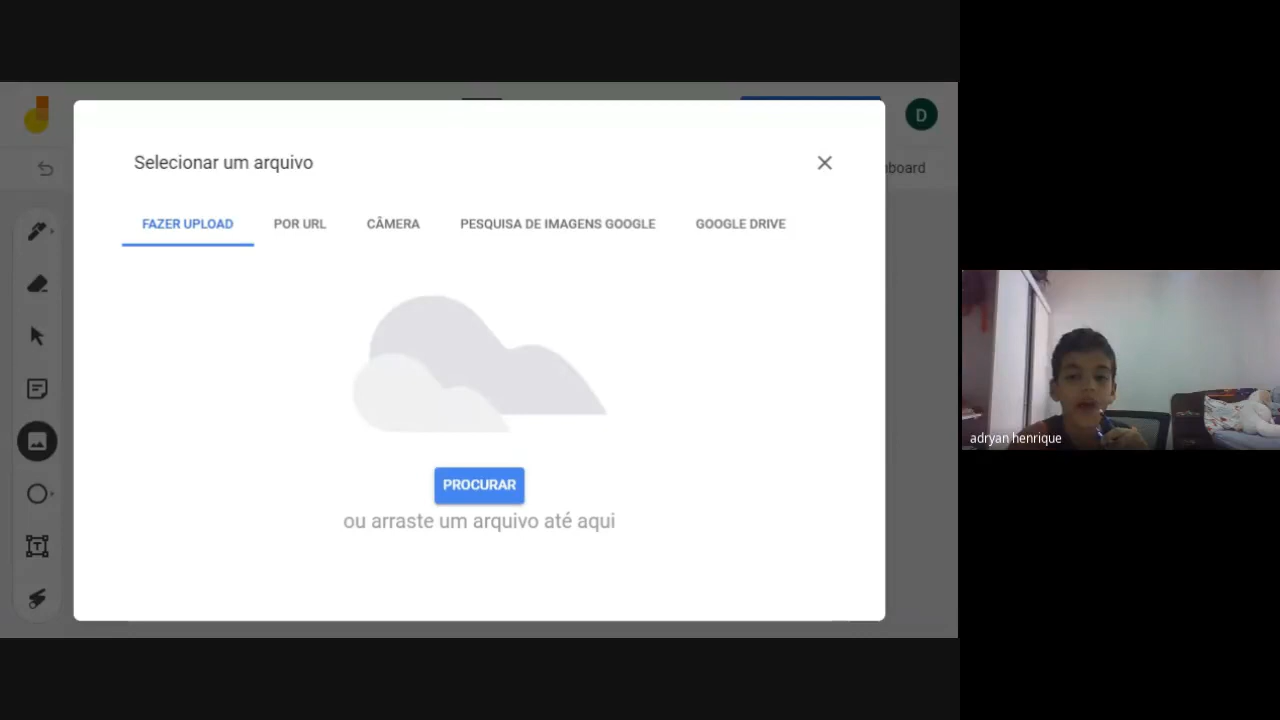 D
Selecionar um arquivo
board
FAZER UPLOAD
POR URL
CÂMERA
PESQUISA DE IMAGENS GOOGLE
GOOGLE DRIVE
PROCURAR
ou arraste um arquivo até aqui
T
adryan henrique